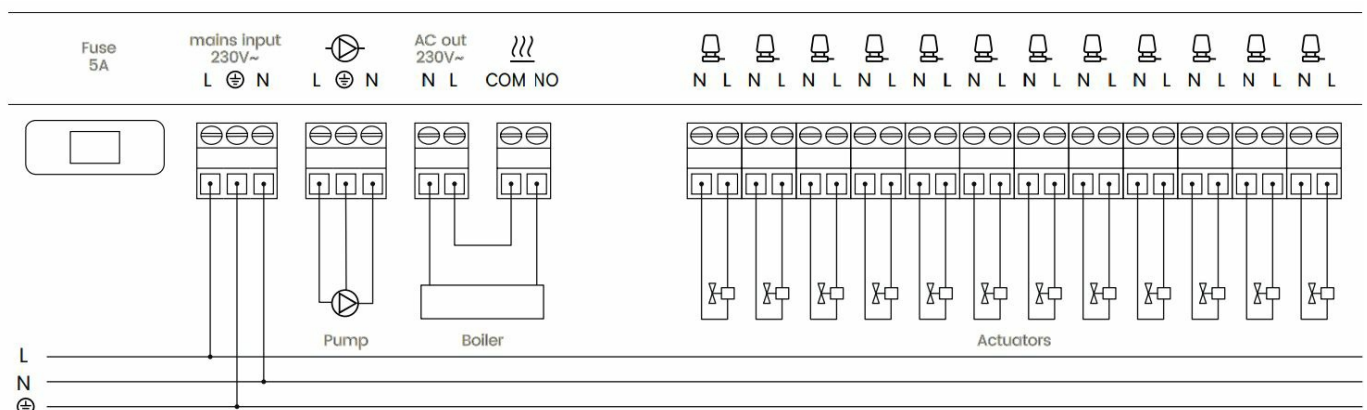 Fuse
5A
mains input
230V~
L ⏚ N
L ⏚ N
AC out
230V~
N L
COM NO
N L N L N L N L N L N L N L N L N L N L N L N L
Pump
Boiler
Actuators
L
N
⏚